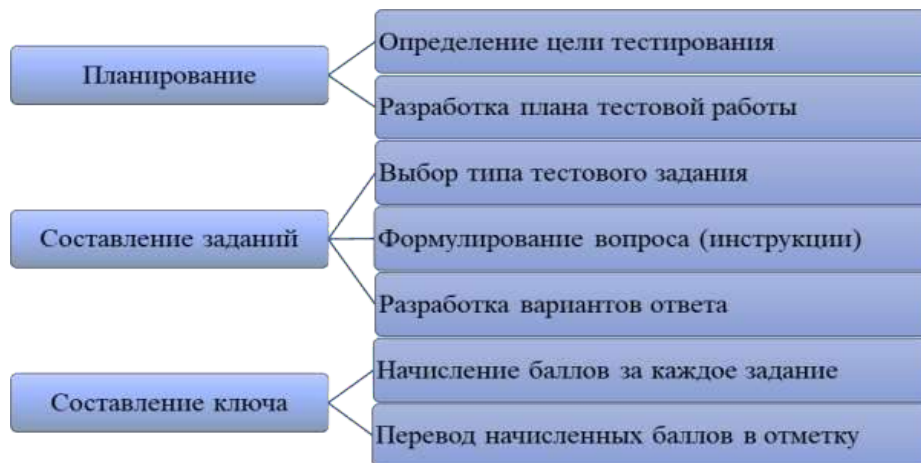 Планирование
Определение цели тестирования
Разработка плана тестовой работы
Составление заданий
Выбор типа тестового задания
Формулирование вопроса (инструкции)
Разработка вариантов ответа
Составление ключа
Начисление баллов за каждое задание
Перевод начисленных баллов в отметку